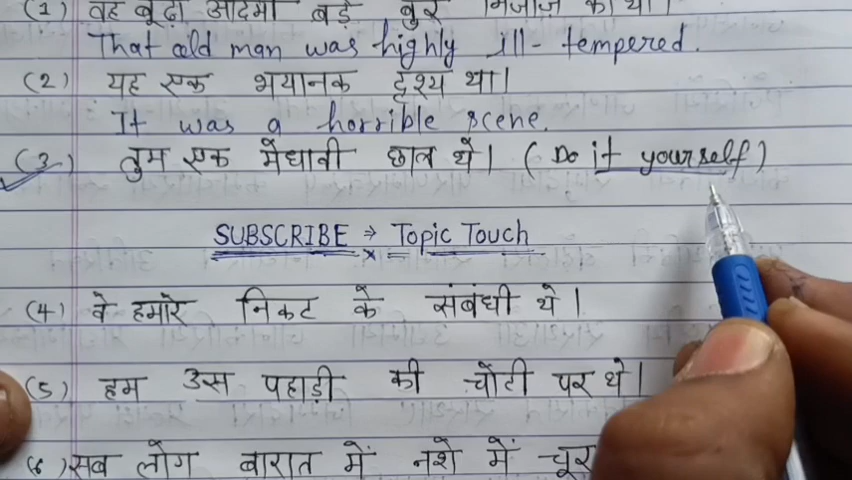 (1) वह बूढ़ा आदमी बड़े बुरे मिजाज़ का था।
That old man was highly ill-tempered.
(2) यह एक भयानक दृश्य था।
It was a horrible scene.
(3) तुम एक मेधावी छात्र थे। (Do it yourself)
SUBSCRIBE → Topic Touch
(4) वे हमारे निकट के संबंधी थे।
(5) हम उस पहाड़ी की चोटी पर थे।
(6) सब लोग बारात में नशे में चूर